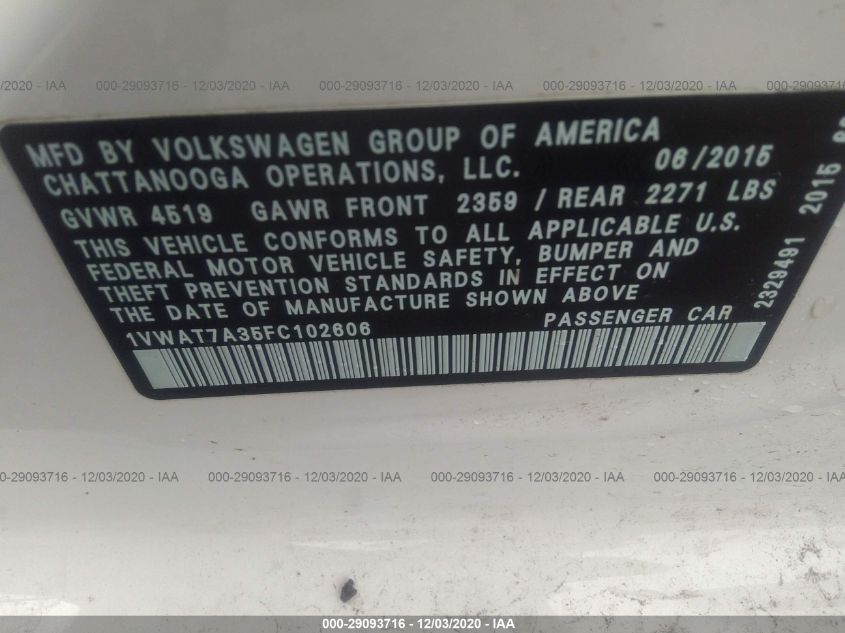 /2020 - IAA 000-29093716 - 12/03/2020 - IAA 000-29093716 - 12/03/2020 - IAA 000-29093716 - 12/03/2020 - IAA 000-2
MFD BY VOLKSWAGEN GROUP OF AMERICA
CHATTANOOGA OPERATIONS, LLC. 06/2015
GVWR 4519 GAWR FRONT 2359 / REAR 2271 LBS
THIS VEHICLE CONFORMS TO ALL APPLICABLE U.S.
FEDERAL MOTOR VEHICLE SAFETY, BUMPER AND
THEFT PREVENTION STANDARDS IN EFFECT ON
THE DATE OF MANUFACTURE SHOWN ABOVE
1VWAT7A35FC102606 PASSENGER CAR
2329491 2015
000-29093716 - 12/03/2020 - IAA 000-29093716 - 12/03/2020 - IAA 000-29093716 - 12/03/2020 - IAA 000-29093716 - 12/03/2020 - IAA
000-29093716 - 12/03/2020 - IAA